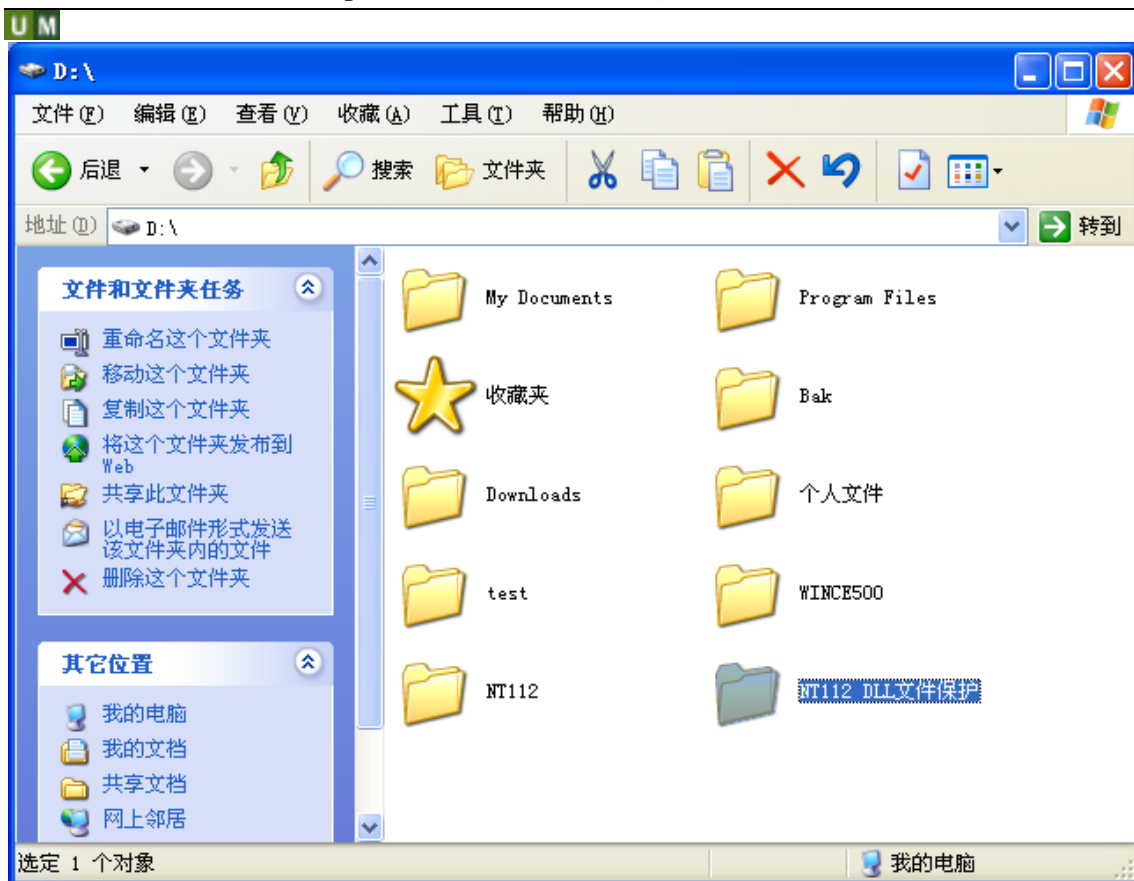 U M
D:\
文件(F) 编辑(E) 查看(V) 收藏(A) 工具(T) 帮助(H)
后退 搜索 文件夹
地址(D) D:\ 转到
文件和文件夹任务
重命名这个文件夹
移动这个文件夹
复制这个文件夹
将这个文件夹发布到
Web
共享此文件夹
以电子邮件形式发送
该文件夹内的文件
删除这个文件夹
其它位置
我的电脑
我的文档
共享文档
网上邻居
My Documents
Program Files
收藏夹
Bak
Downloads
个人文件
test
WINCE500
NT112
NT112 DLL文件保护
选定 1 个对象
我的电脑